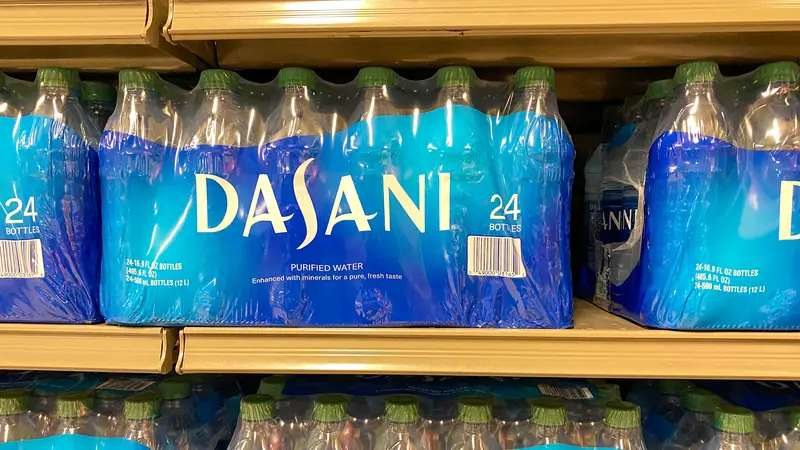 24
BOTTLES
DASANI
24
BOTTLES
PURIFIED WATER
Enhanced with minerals for a pure, fresh taste
24-16.9 FL OZ BOTTLES
(405.6 FL OZ)
24-500 mL BOTTLES (12 L)
24-16.9 FL OZ BOTTLES
(405.6 FL OZ)
24-500 mL BOTTLES (12 L)
D